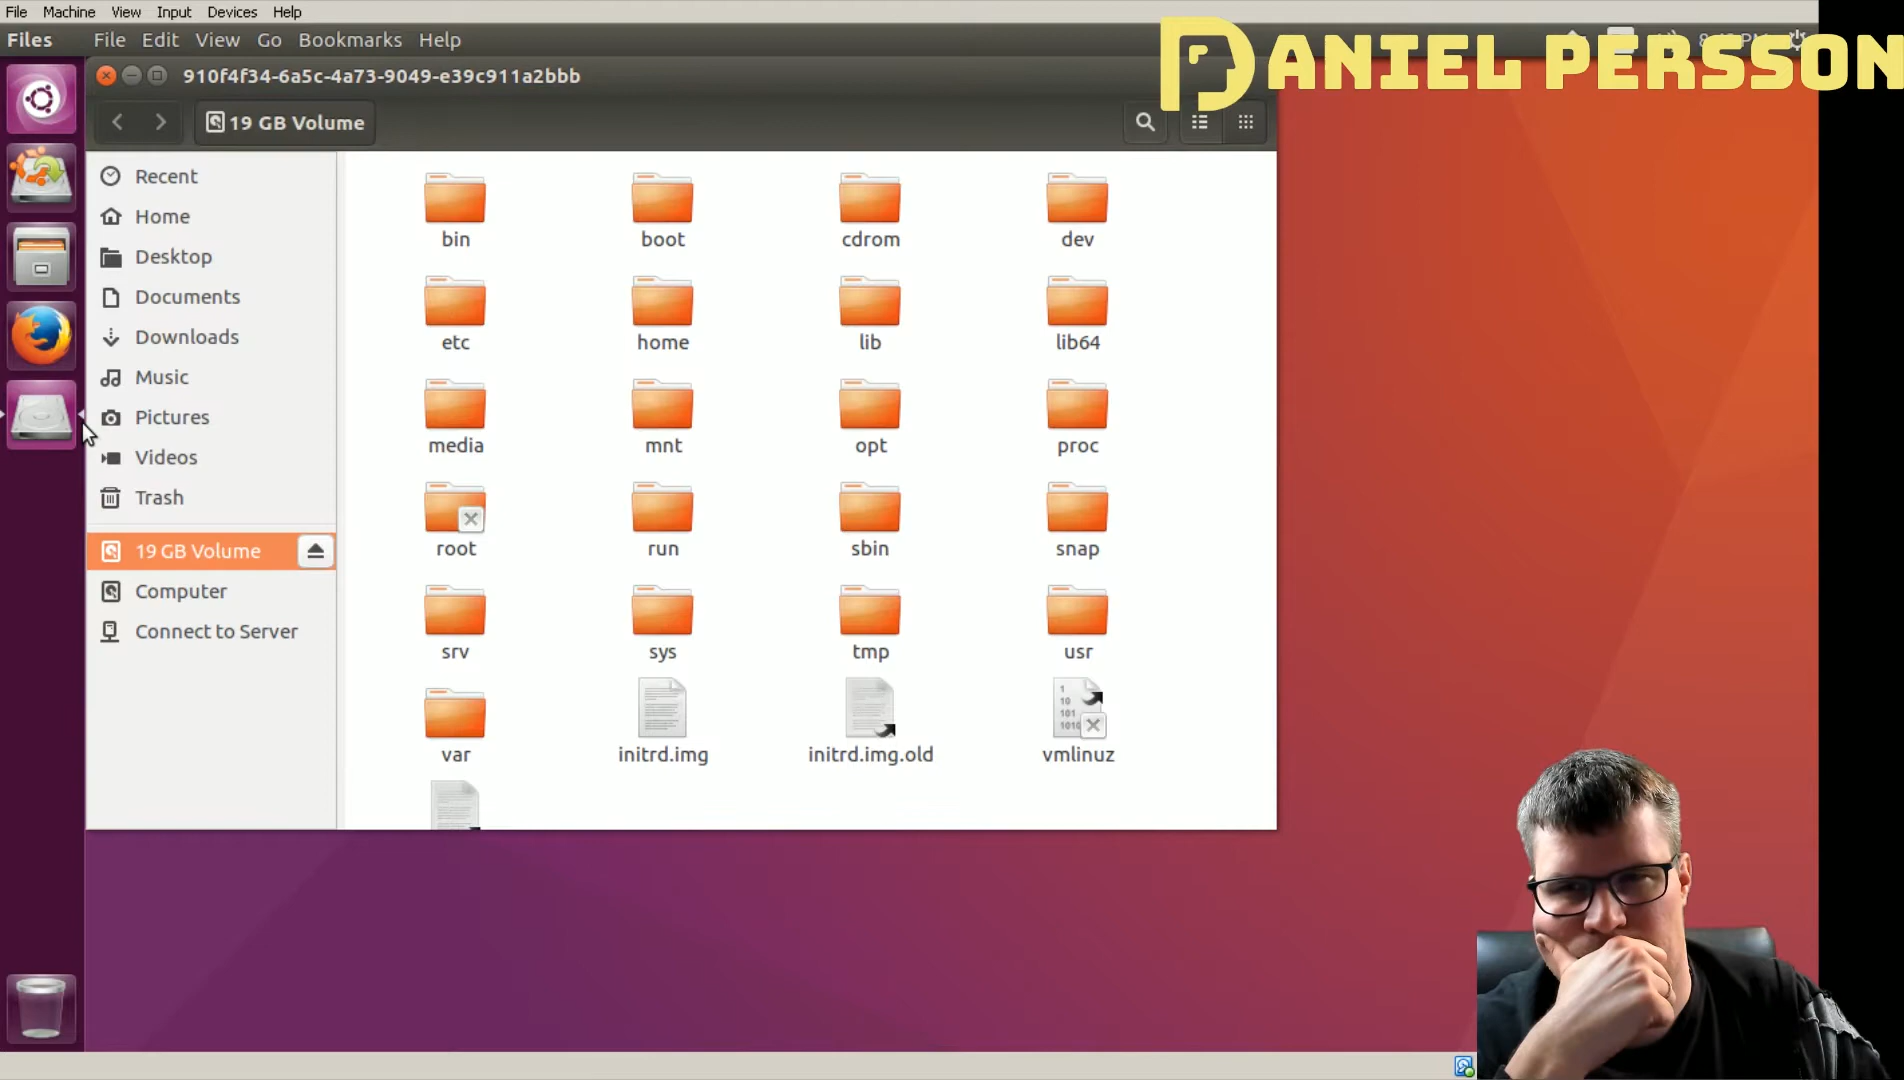 File Machine View Input Devices Help
Files File Edit View Go Bookmarks Help
DANIEL PERSSON
910f4f34-6a5c-4a73-9049-e39c911a2bbb
19 GB Volume
Recent
Home
Desktop
Documents
Downloads
Music
Pictures
Videos
Trash
19 GB Volume
Computer
Connect to Server
bin boot cdrom dev
etc home lib lib64
media mnt opt proc
root run sbin snap
srv sys tmp usr
var initrd.img initrd.img.old vmlinuz